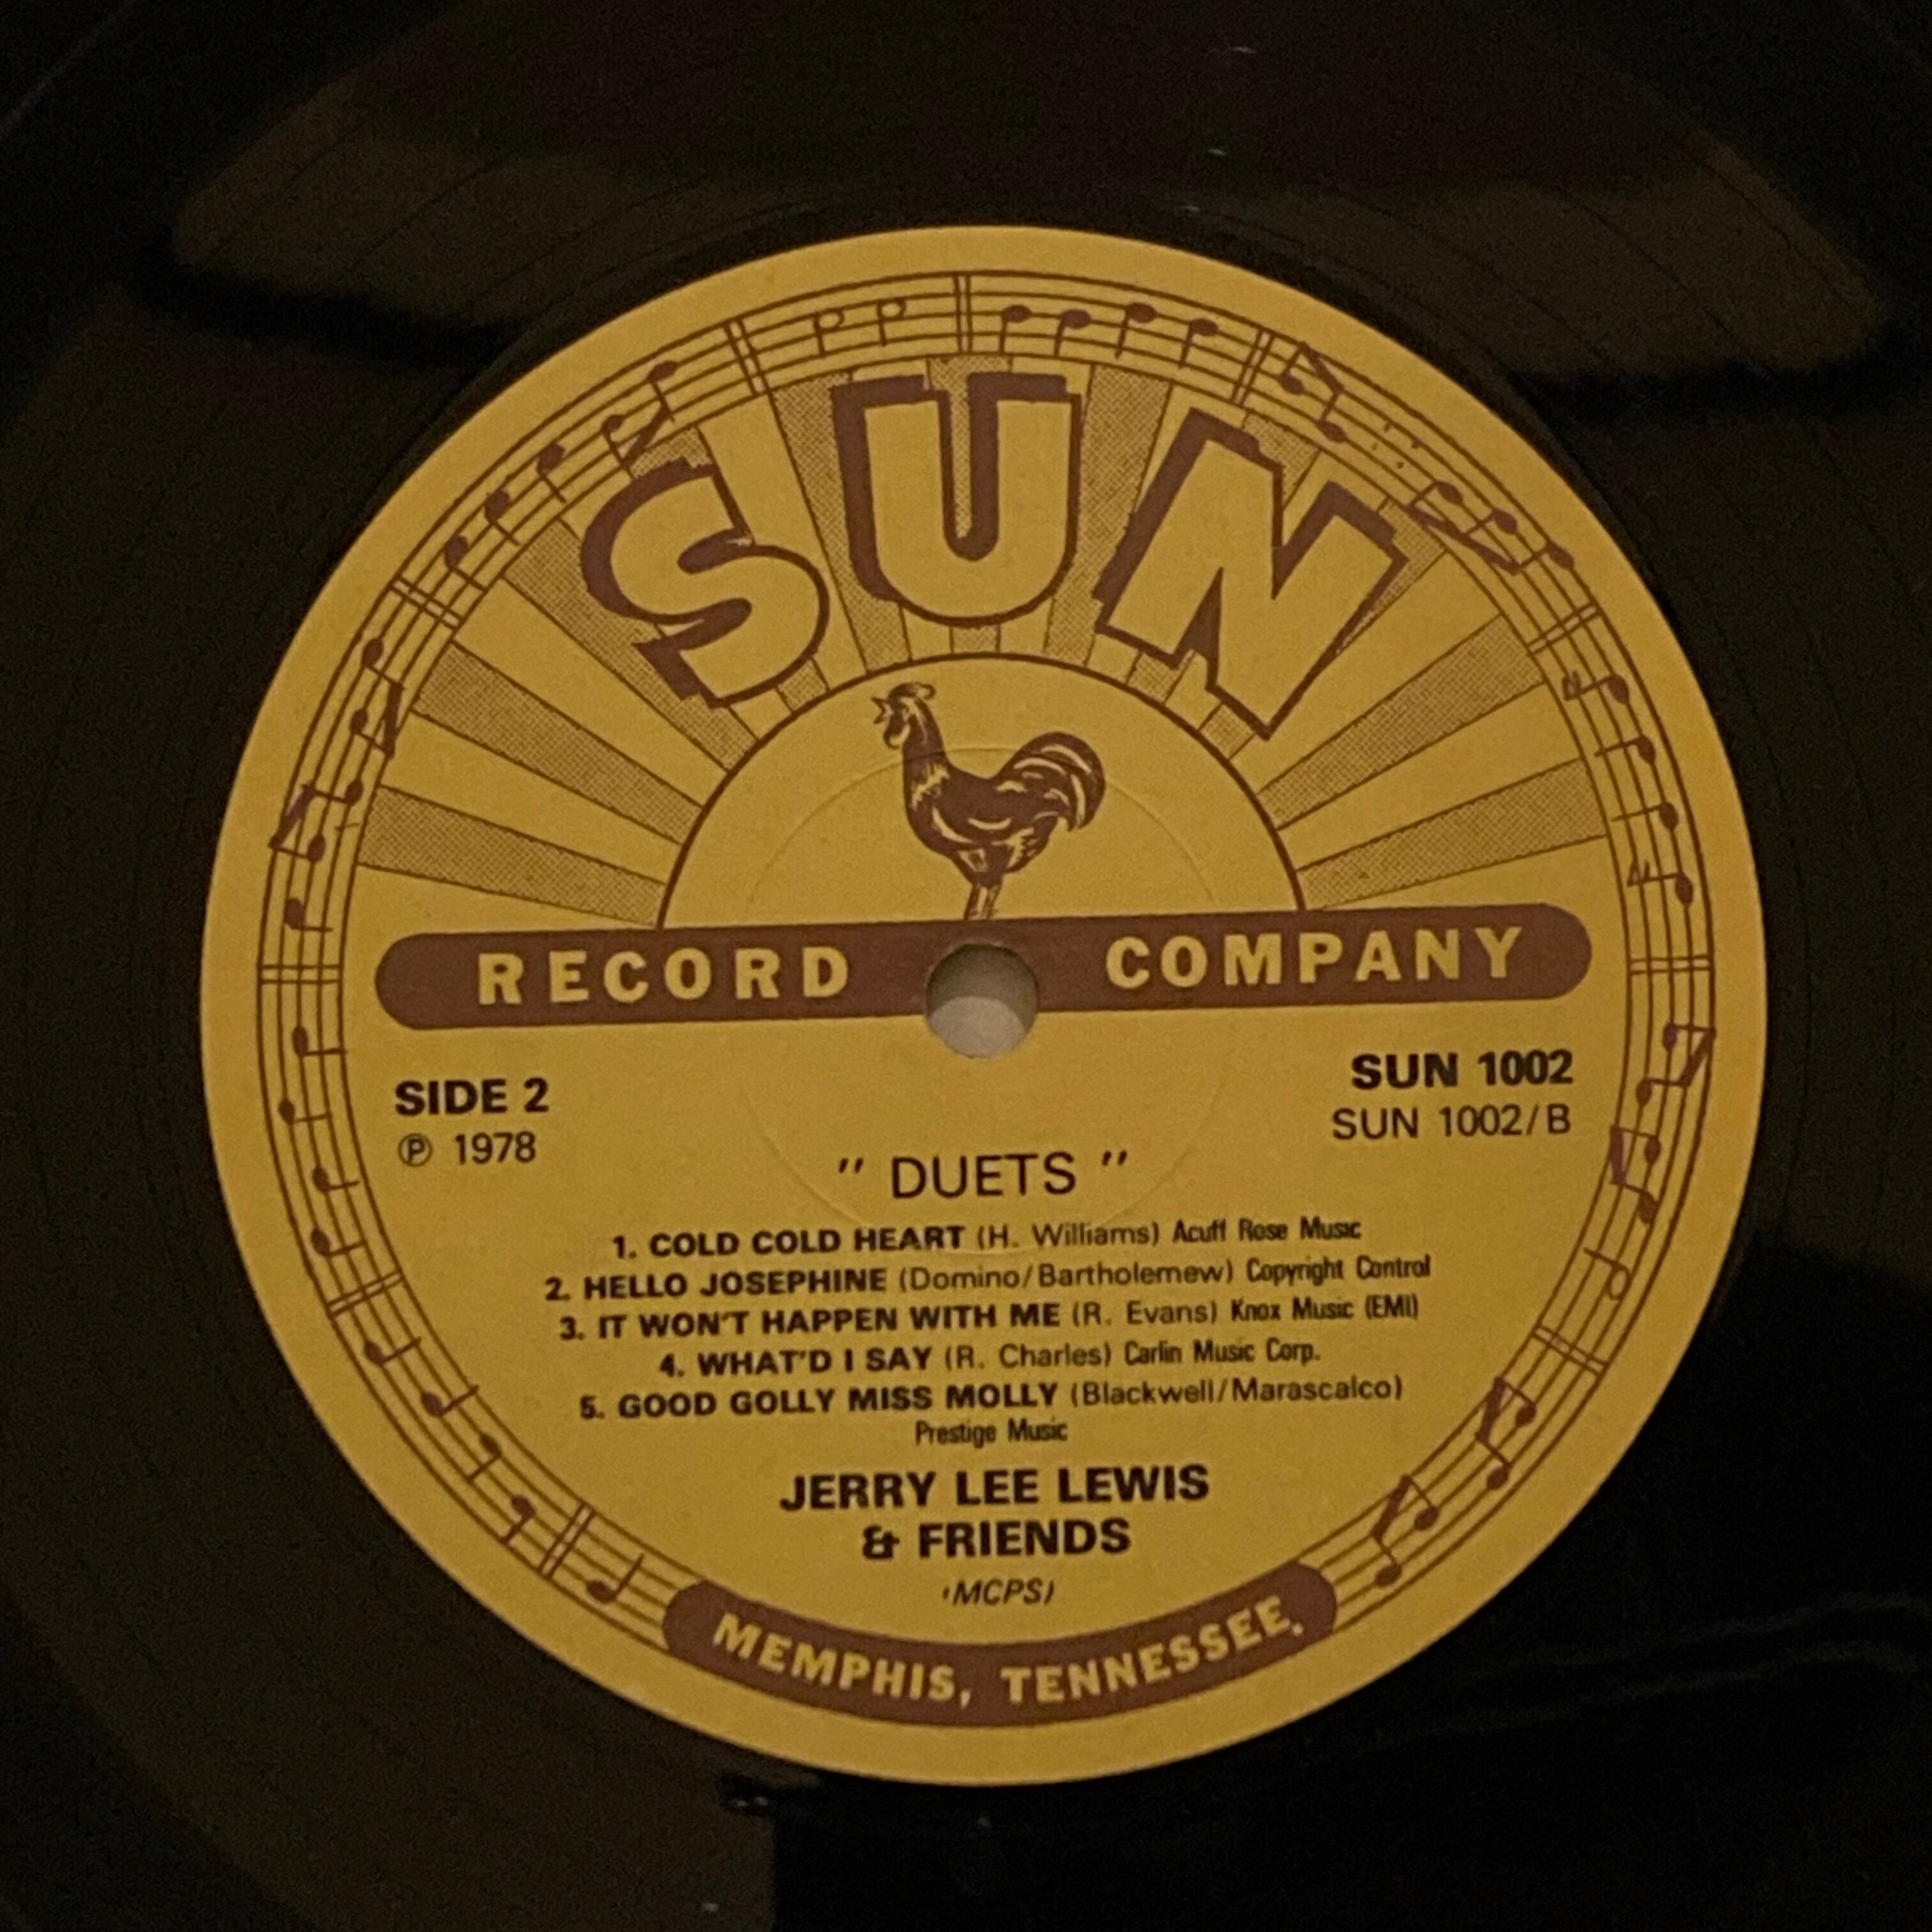 SUN
RECORD COMPANY
SIDE 2
℗ 1978
SUN 1002
SUN 1002/B
" DUETS "
1. COLD COLD HEART (H. Williams) Acuff Rose Music
2. HELLO JOSEPHINE (Domino/Bartholemew) Copyright Control
3. IT WON'T HAPPEN WITH ME (R. Evans) Knox Music (EMI)
4. WHAT'D I SAY (R. Charles) Carlin Music Corp.
5. GOOD GOLLY MISS MOLLY (Blackwell/Marascalco)
Prestige Music
JERRY LEE LEWIS
& FRIENDS
(MCPS)
MEMPHIS, TENNESSEE.